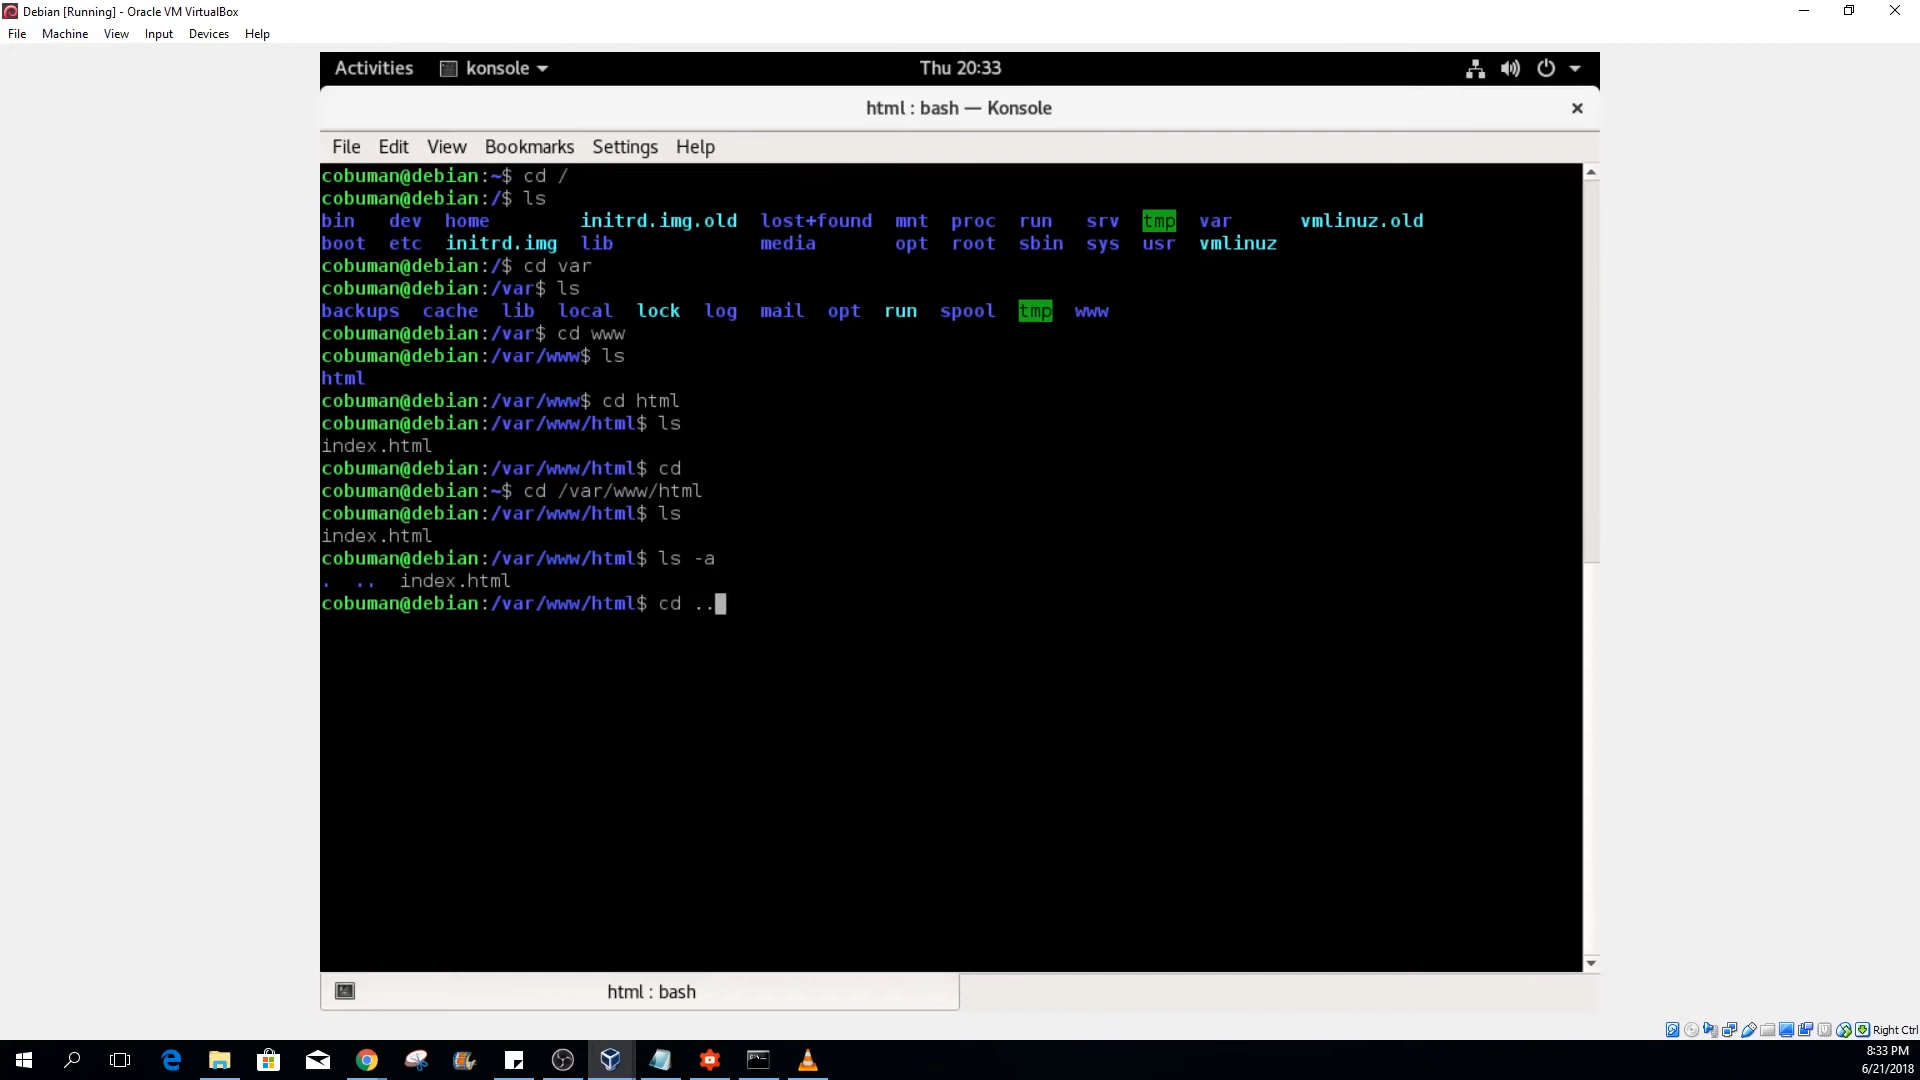 Debian [Running] - Oracle VM VirtualBox
File Machine View Input Devices Help
Activities konsole Thu 20:33
html : bash — Konsole
File Edit View Bookmarks Settings Help
cobuman@debian:~$ cd /
cobuman@debian:/$ ls
bin dev home initrd.img.old lost+found mnt proc run srv tmp var vmlinuz.old
boot etc initrd.img lib media opt root sbin sys usr vmlinuz
cobuman@debian:/$ cd var
cobuman@debian:/var$ ls
backups cache lib local lock log mail opt run spool tmp www
cobuman@debian:/var$ cd www
cobuman@debian:/var/www$ ls
html
cobuman@debian:/var/www$ cd html
cobuman@debian:/var/www/html$ ls
index.html
cobuman@debian:/var/www/html$ cd
cobuman@debian:~$ cd /var/www/html
cobuman@debian:/var/www/html$ ls
index.html
cobuman@debian:/var/www/html$ ls -a
. .. index.html
cobuman@debian:/var/www/html$ cd ..
html : bash
Right Ctrl
8:33 PM
6/21/2018